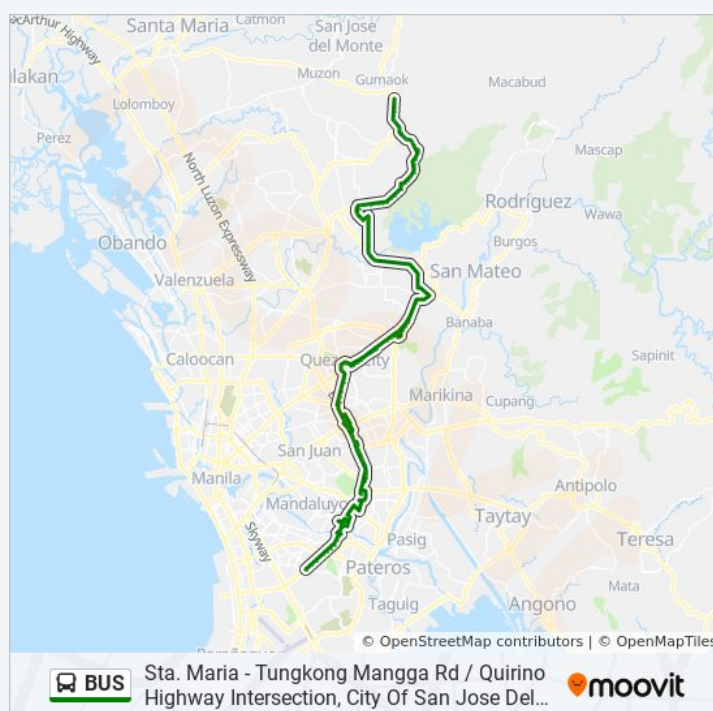 Santa Maria
Catmon
San Jose
del Monte
MacArthur Highway
Muzon
Gumaok
Macabud
Lolomboy
Perez
Mascap
North Luzon Expressway
Rodríguez
Wawa
Obando
Burgos
San Mateo
Valenzuela
Banaba
Caloocan
Quezon City
Sapinit
Marikina
Cupang
San Juan
Manila
Antipolo
Mandaluyo
Skyway
Taytay
Pasig
Teresa
Pateros
Mata
Taguig
Angono
© OpenStreetMap contributors | © OpenMapTiles
BUS
Sta. Maria - Tungkong Mangga Rd / Quirino
Highway Intersection, City Of San Jose Del...
moovit